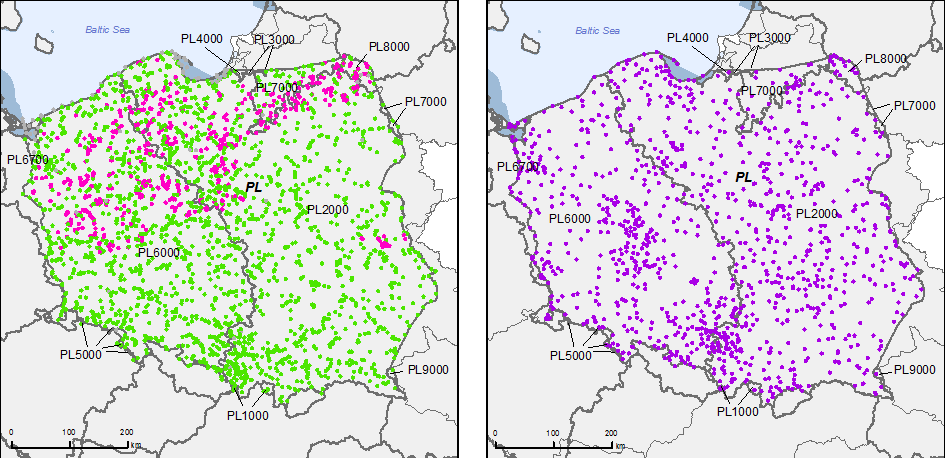 Baltic Sea
PL4000
PL3000
PL8000
PL7000
PL7000
PL6700
PL
PL2000
PL6000
PL5000
PL9000
PL1000
0 100 200
km
Baltic Sea
PL4000
PL3000
PL8000
PL7000
PL7000
PL6700
PL
PL6000
PL2000
PL5000
PL9000
PL1000
0 100 200
km